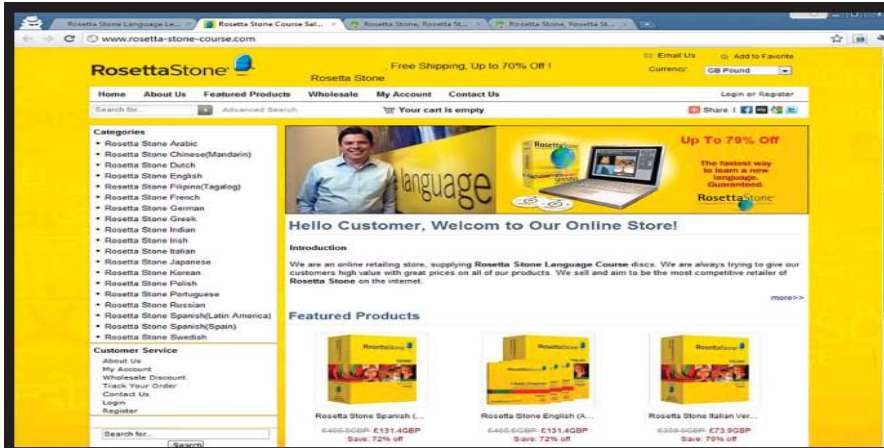 Rosetta Stone Language Le...
Rosetta Stone Course Sal...
Rosetta Stone, Rosetta St...
Rosetta Stone, Rosetta St...
www.rosetta-stone-course.com
RosettaStone
, Free Shipping, Up to 70% Off !
Rosetta Stone
Email Us
Add to Favorite
Currency:
GB Pound
Home
About Us
Featured Products
Wholesale
My Account
Contact Us
Login or Register
Search for...
Advanced Search
Your cart is empty
Share
Categories
Rosetta Stone Arabic
Rosetta Stone Chinese(Mandarin)
Rosetta Stone Dutch
Rosetta Stone English
Rosetta Stone Filipino(Tagalog)
Rosetta Stone French
Rosetta Stone German
Rosetta Stone Greek
Rosetta Stone Indian
Rosetta Stone Irish
Rosetta Stone Italian
Rosetta Stone Japanese
Rosetta Stone Korean
Rosetta Stone Polish
Rosetta Stone Portuguese
Rosetta Stone Russian
Rosetta Stone Spanish(Latin America)
Rosetta Stone Spanish(Spain)
Rosetta Stone Swedish
Customer Service
About Us
My Account
Wholesale Discount
Track Your Order
Contact Us
Login
Register
Search for...
Search
language
RosettaStone
Up To 79% Off
The fastest way
to learn a new
language.
Guaranteed.
RosettaStone
Hello Customer, Welcom to Our Online Store!
Introduction
We are an online retailing store, supplying Rosetta Stone Language Course discs. We are always trying to give our
customers high value with great prices on all of our products. We sell and aim to be the most competitive retailer of
Rosetta Stone on the internet.
more>>
Featured Products
RosettaStone
RosettaStone
RosettaStone
Rosetta Stone Spanish (...
£131.4GBP
Save: 72% off
Rosetta Stone English (A...
£131.4GBP
Save: 72% off
Rosetta Stone Italian Ver...
£73.9GBP
Save: 79% off